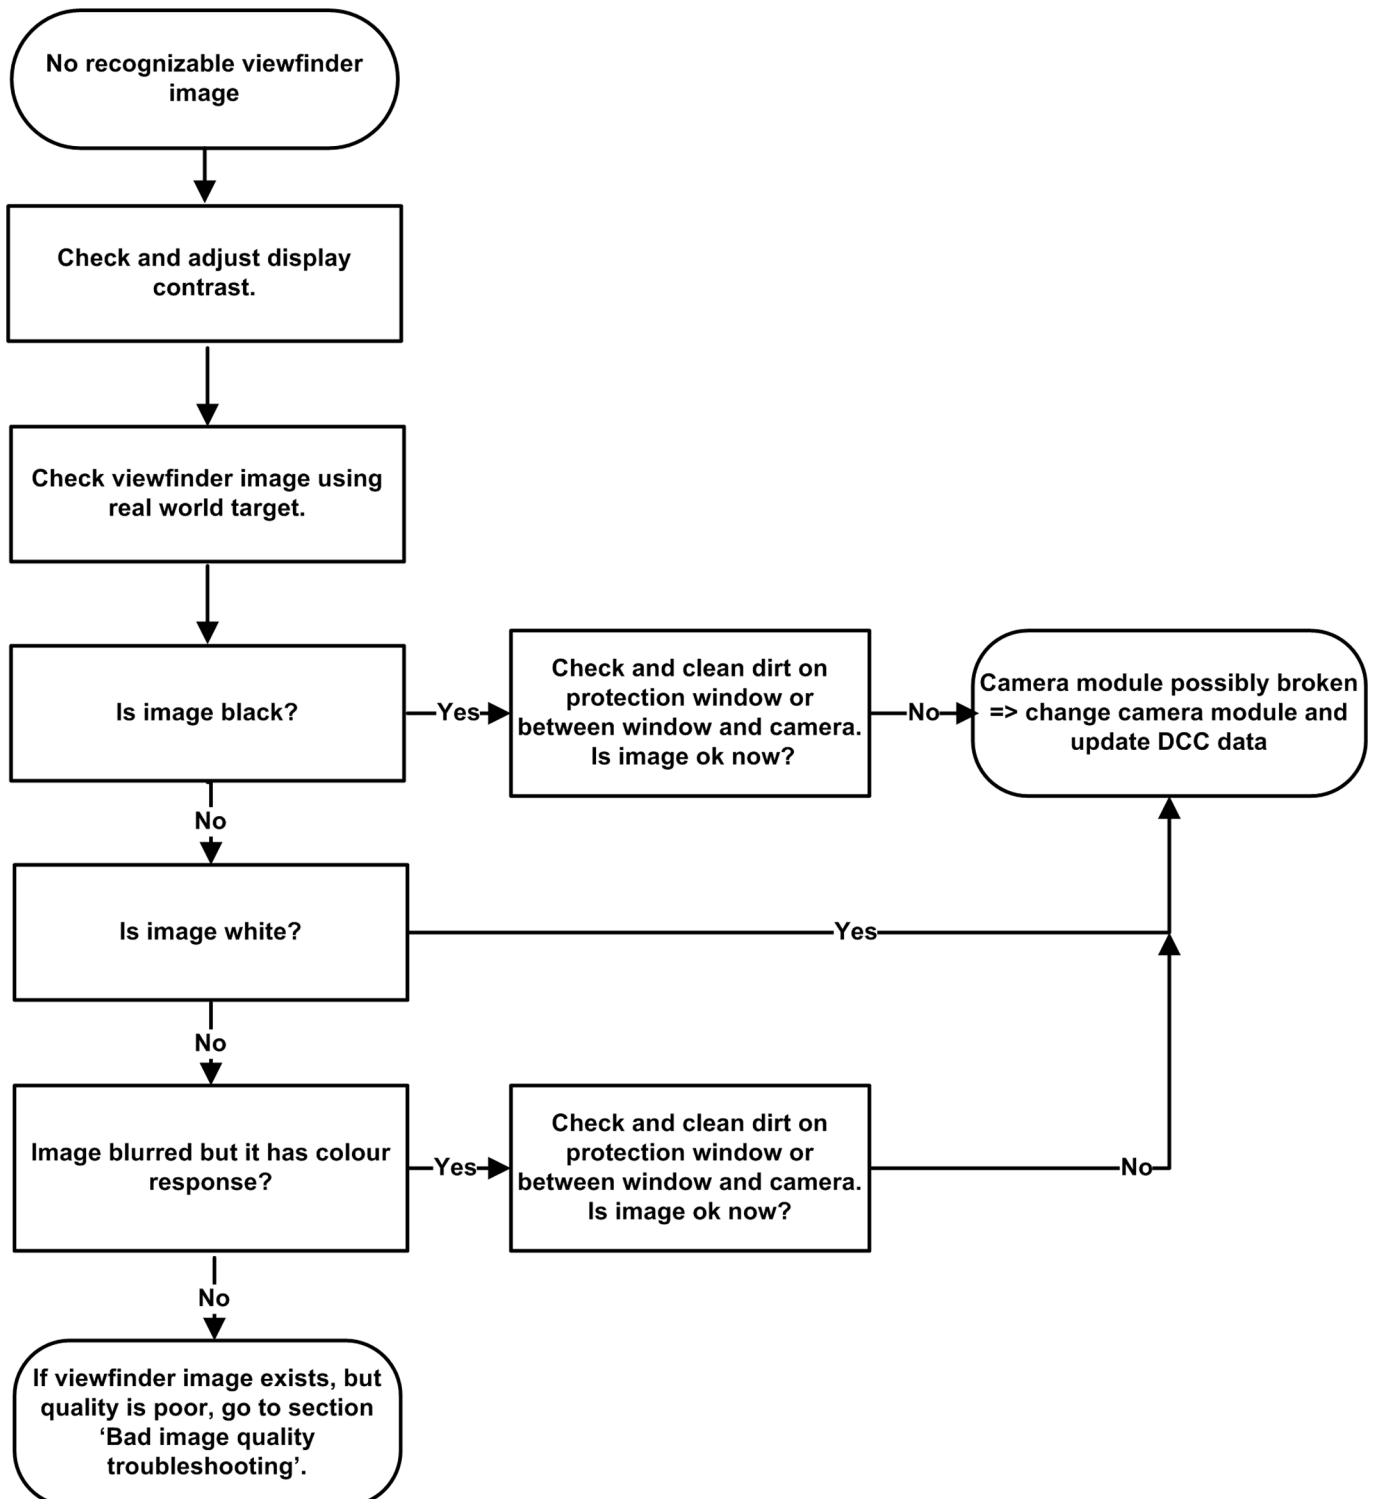 No recognizable viewfinder
image
Check and adjust display
contrast.
Check viewfinder image using
real world target.
Is image black?
Yes
Check and clean dirt on
protection window or
between window and camera.
Is image ok now?
No
Camera module possibly broken
=> change camera module and
update DCC data
No
Is image white?
Yes
No
Image blurred but it has colour
response?
Yes
Check and clean dirt on
protection window or
between window and camera.
Is image ok now?
No
No
If viewfinder image exists, but
quality is poor, go to section
‘Bad image quality
troubleshooting’.